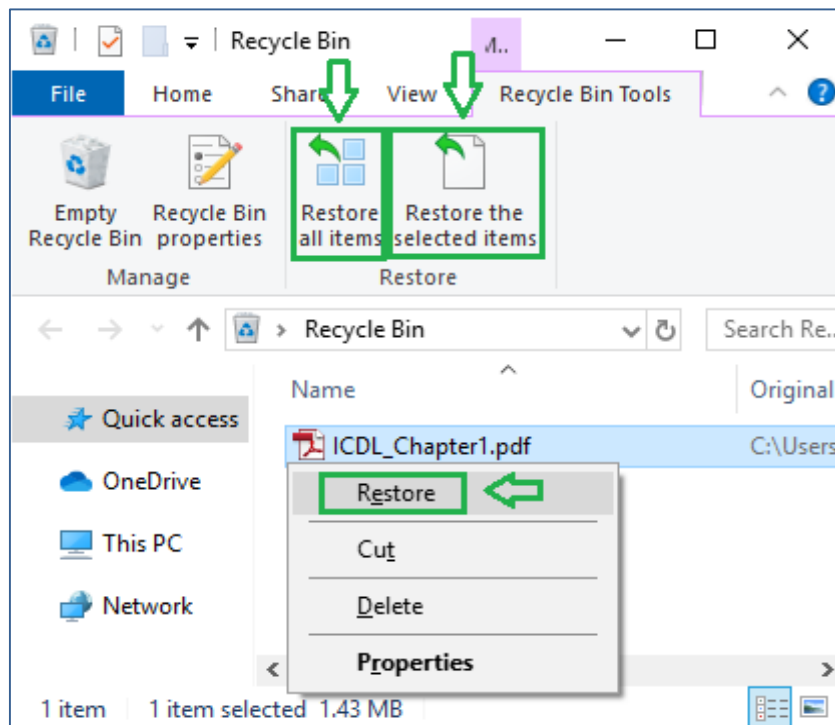 Recycle Bin
File Home Share View Recycle Bin Tools
Empty Recycle Bin Restore Restore the
Recycle Bin properties all items selected items
Manage Restore
Recycle Bin Search Re..
Name Original
Quick access
ICDL_Chapter1.pdf C:\Users
OneDrive
Restore
This PC
Cut
Network
Delete
Properties
1 item 1 item selected 1.43 MB